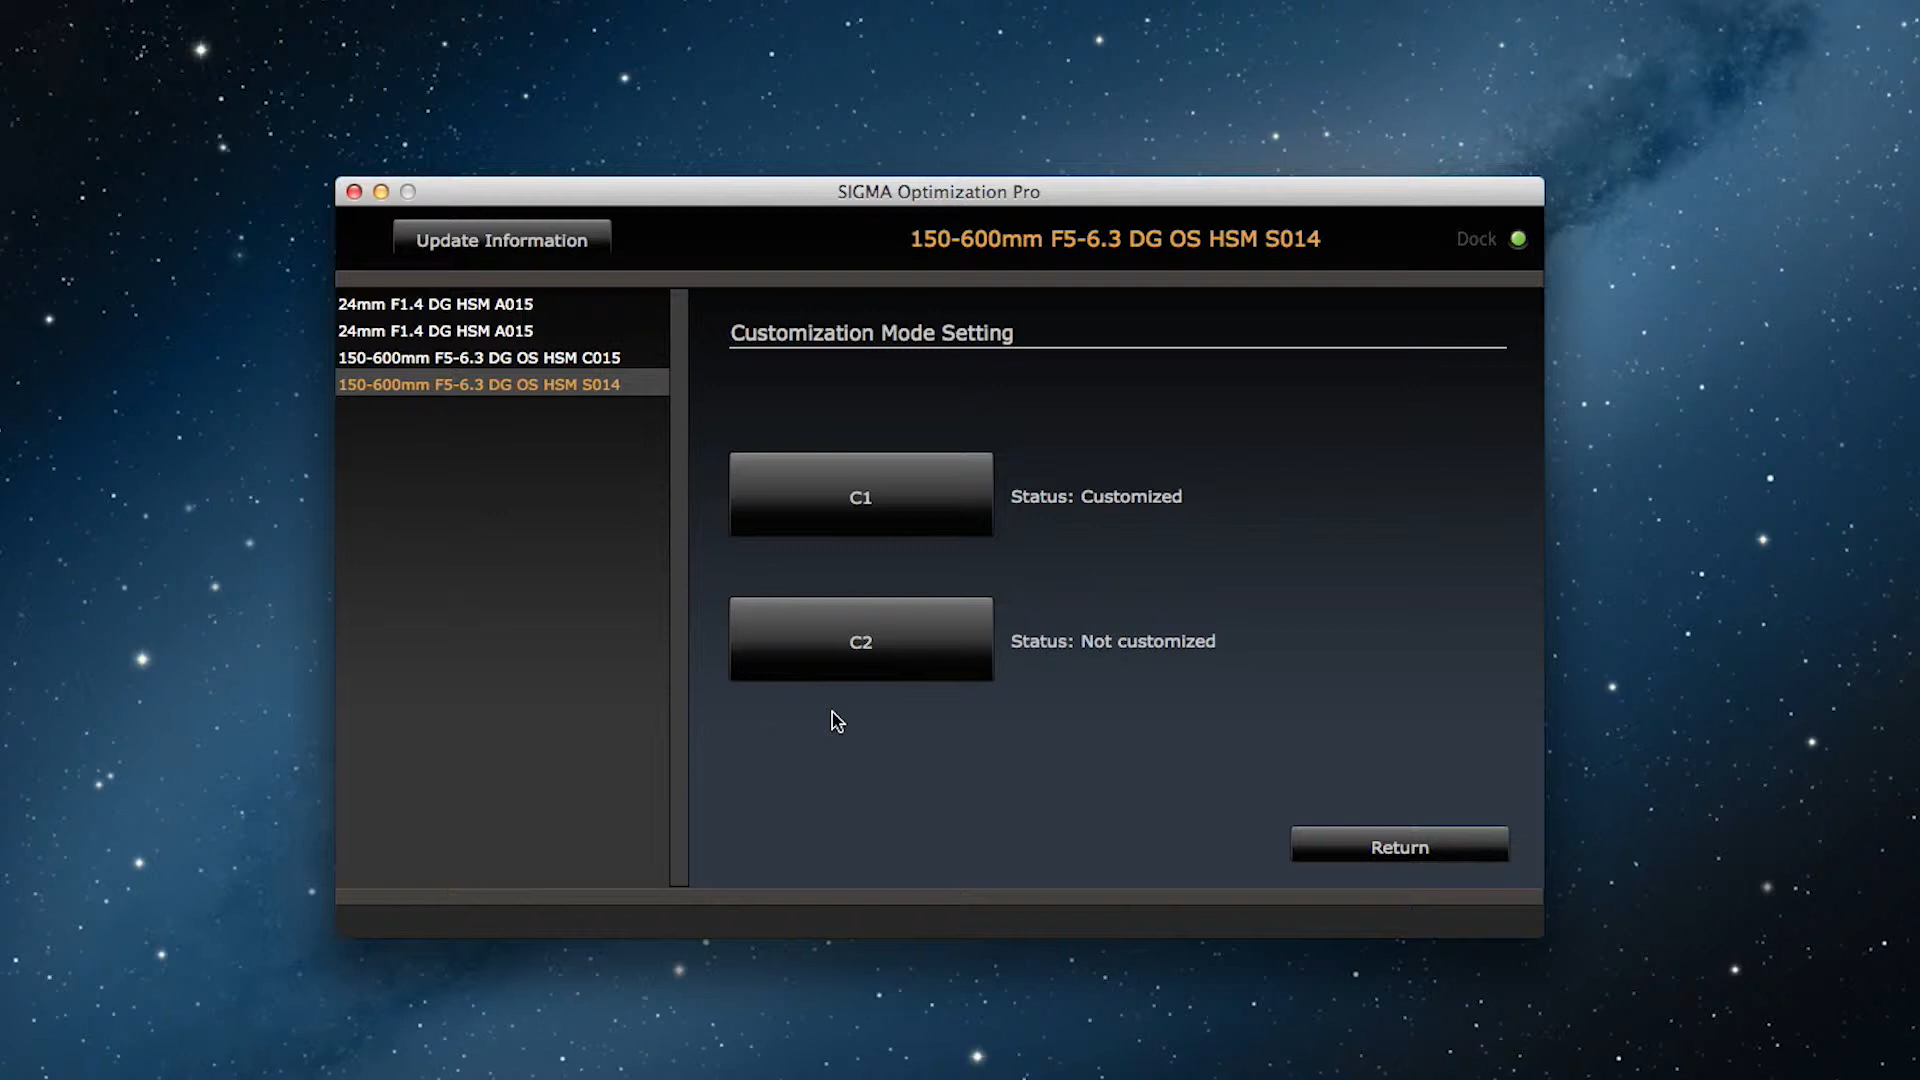 SIGMA Optimization Pro
Update Information
150-600mm F5-6.3 DG OS HSM S014
Dock
24mm F1.4 DG HSM A015
24mm F1.4 DG HSM A015
150-600mm F5-6.3 DG OS HSM C015
150-600mm F5-6.3 DG OS HSM S014
Customization Mode Setting
C1
Status: Customized
C2
Status: Not customized
Return